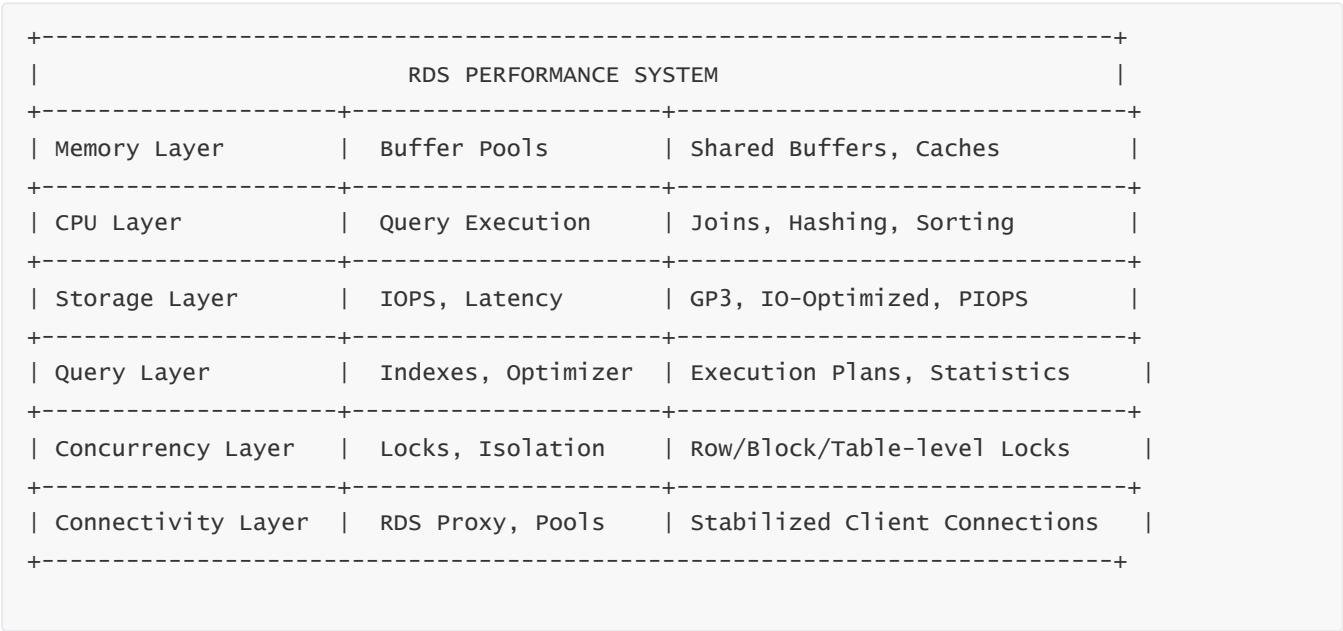 +----------------------------------------------------------------------------+
|                          RDS PERFORMANCE SYSTEM                            |
+---------------------+----------------------+--------------------------------+
| Memory Layer        |  Buffer Pools        | Shared Buffers, Caches         |
+---------------------+----------------------+--------------------------------+
| CPU Layer           |  Query Execution     | Joins, Hashing, Sorting        |
+---------------------+----------------------+--------------------------------+
| Storage Layer       |  IOPS, Latency       | GP3, IO-Optimized, PIOPS       |
+---------------------+----------------------+--------------------------------+
| Query Layer         |  Indexes, Optimizer  | Execution Plans, Statistics     |
+---------------------+----------------------+--------------------------------+
| Concurrency Layer   |  Locks, Isolation    | Row/Block/Table-level Locks     |
+---------------------+----------------------+--------------------------------+
| Connectivity Layer  |  RDS Proxy, Pools    | Stabilized Client Connections   |
+----------------------------------------------------------------------------+